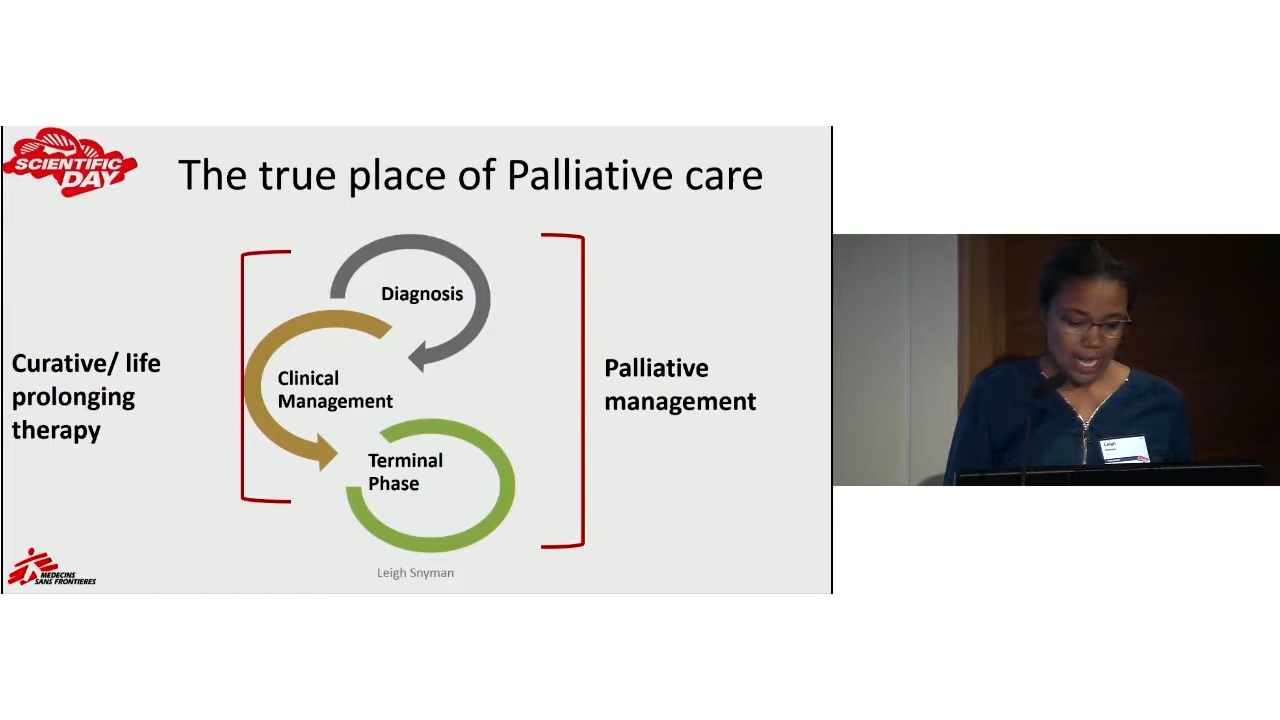 SCIENTIFIC
DAY
The true place of Palliative care
Diagnosis
Curative/ life
prolonging
therapy
Clinical
Management
Palliative
management
Terminal
Phase
MEDECINS
SANS FRONTIERES
Leigh Snyman
Leigh